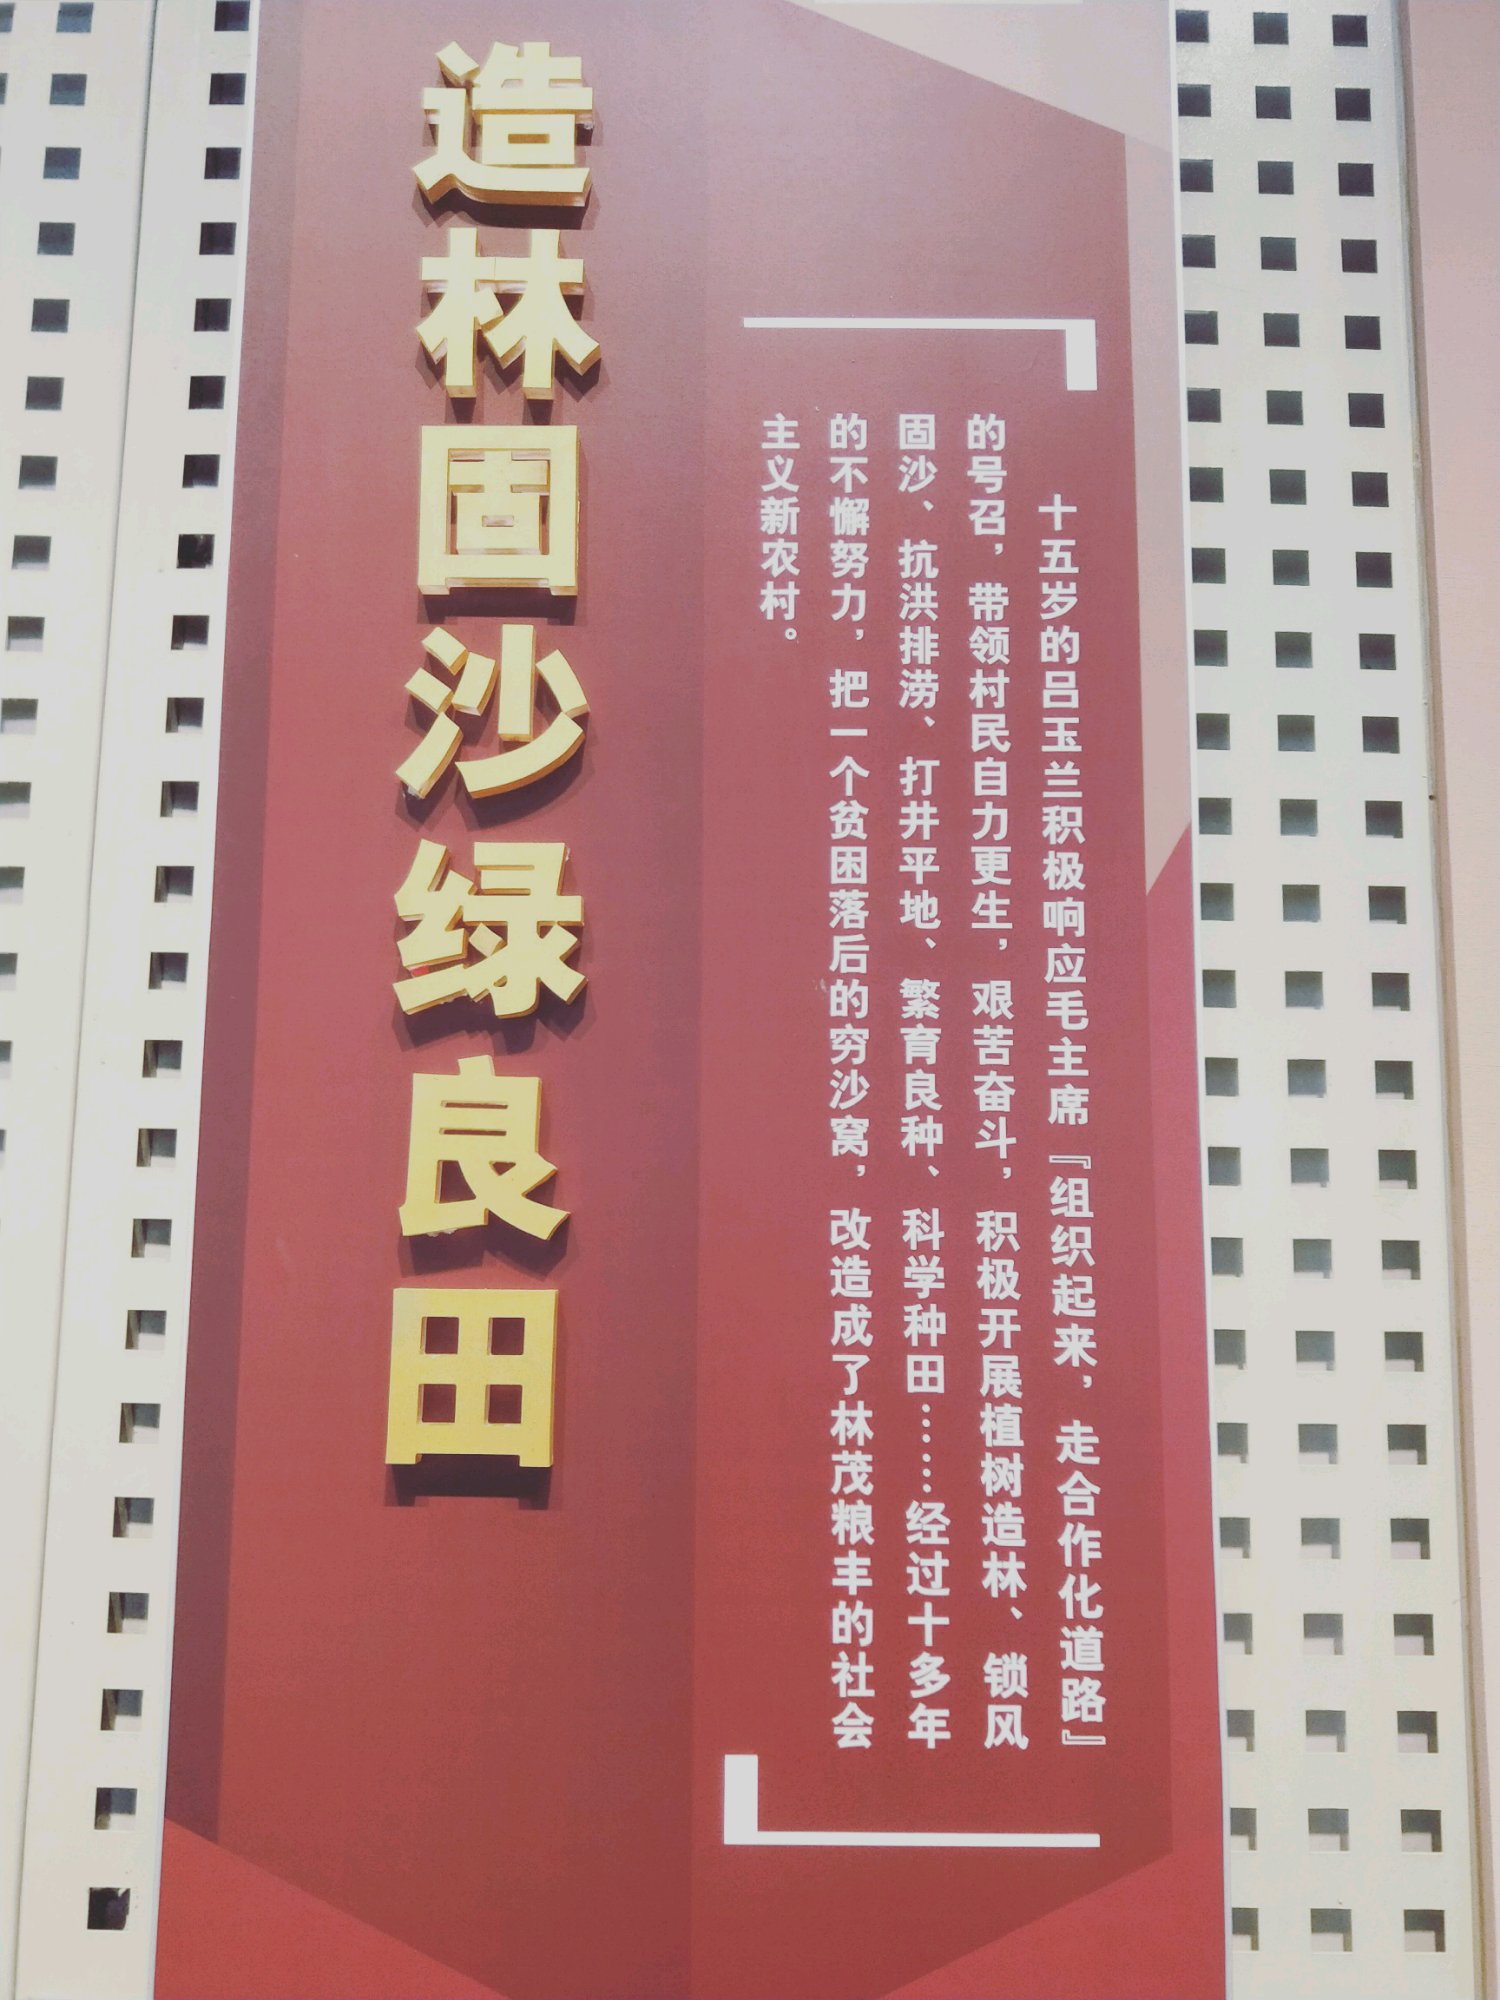 造林固沙绿良田
十五岁的吕玉兰积极响应毛主席『组织起来，走合作化道路』
的号召，带领村民自力更生，艰苦奋斗，积极开展植树造林、锁风
固沙、抗洪排涝、打井平地、繁育良种、科学种田……经过十多年
的不懈努力，把一个贫困落后的穷沙窝，改造成了林茂粮丰的社会
主义新农村。